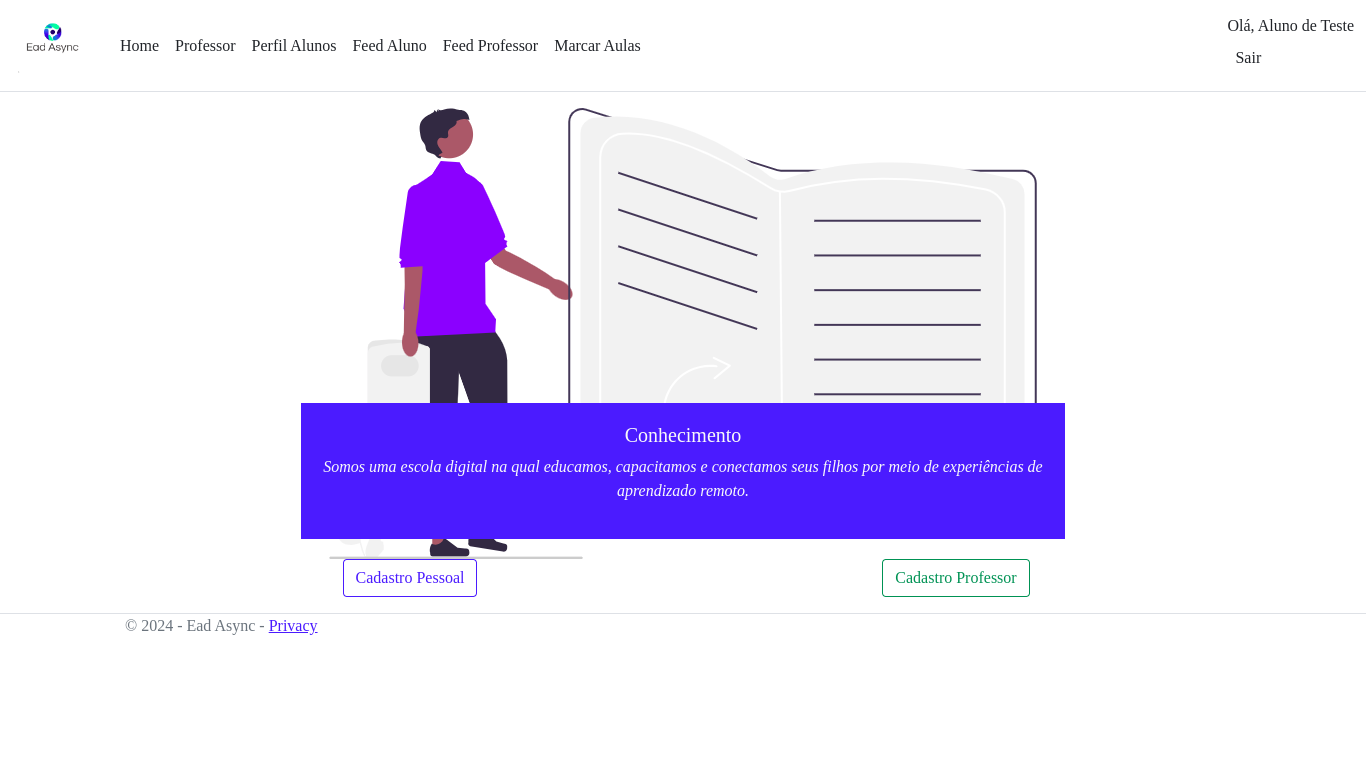 Ead Async
Home Professor Perfil Alunos Feed Aluno Feed Professor Marcar Aulas
Olá, Aluno de Teste
Sair
Conhecimento
Somos uma escola digital na qual educamos, capacitamos e conectamos seus filhos por meio de experiências de
aprendizado remoto.
Cadastro Pessoal
Cadastro Professor
© 2024 - Ead Async - Privacy